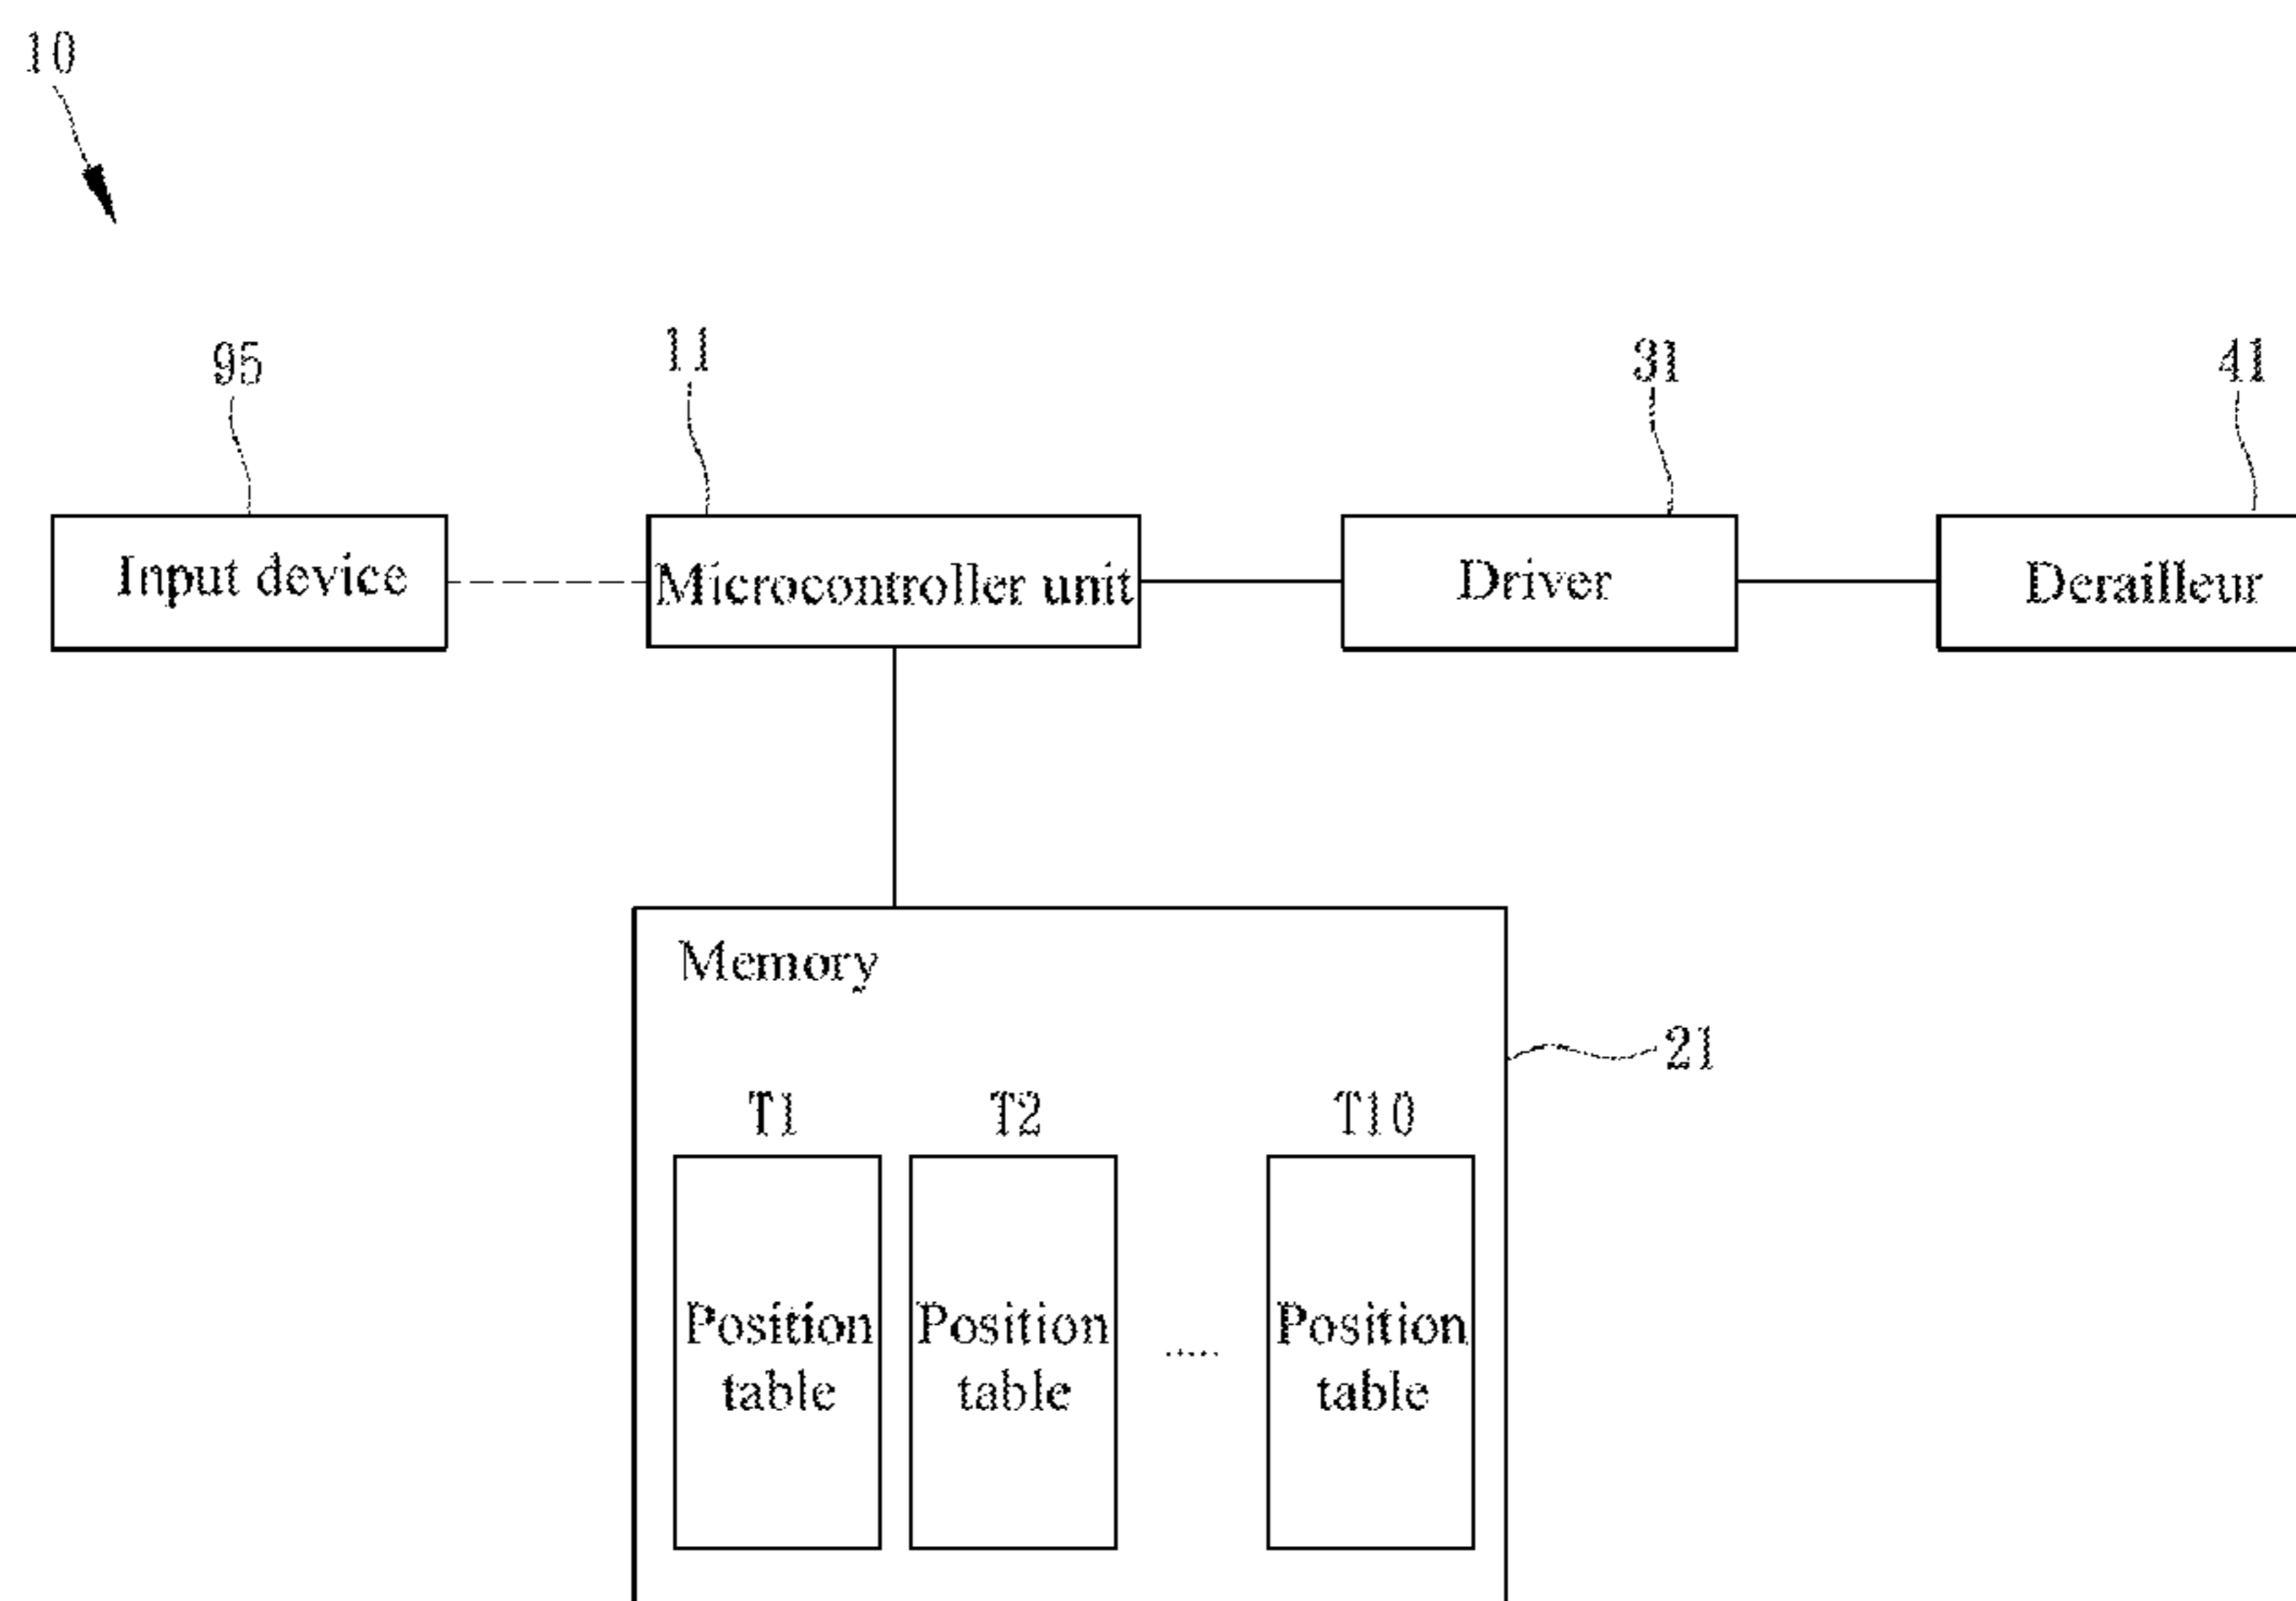 10
95
11
31
41
Input device
Microcontroller unit
Driver
Derailleur
Memory
21
T1
T2
T10
Position
table
Position
table
.....
Position
table